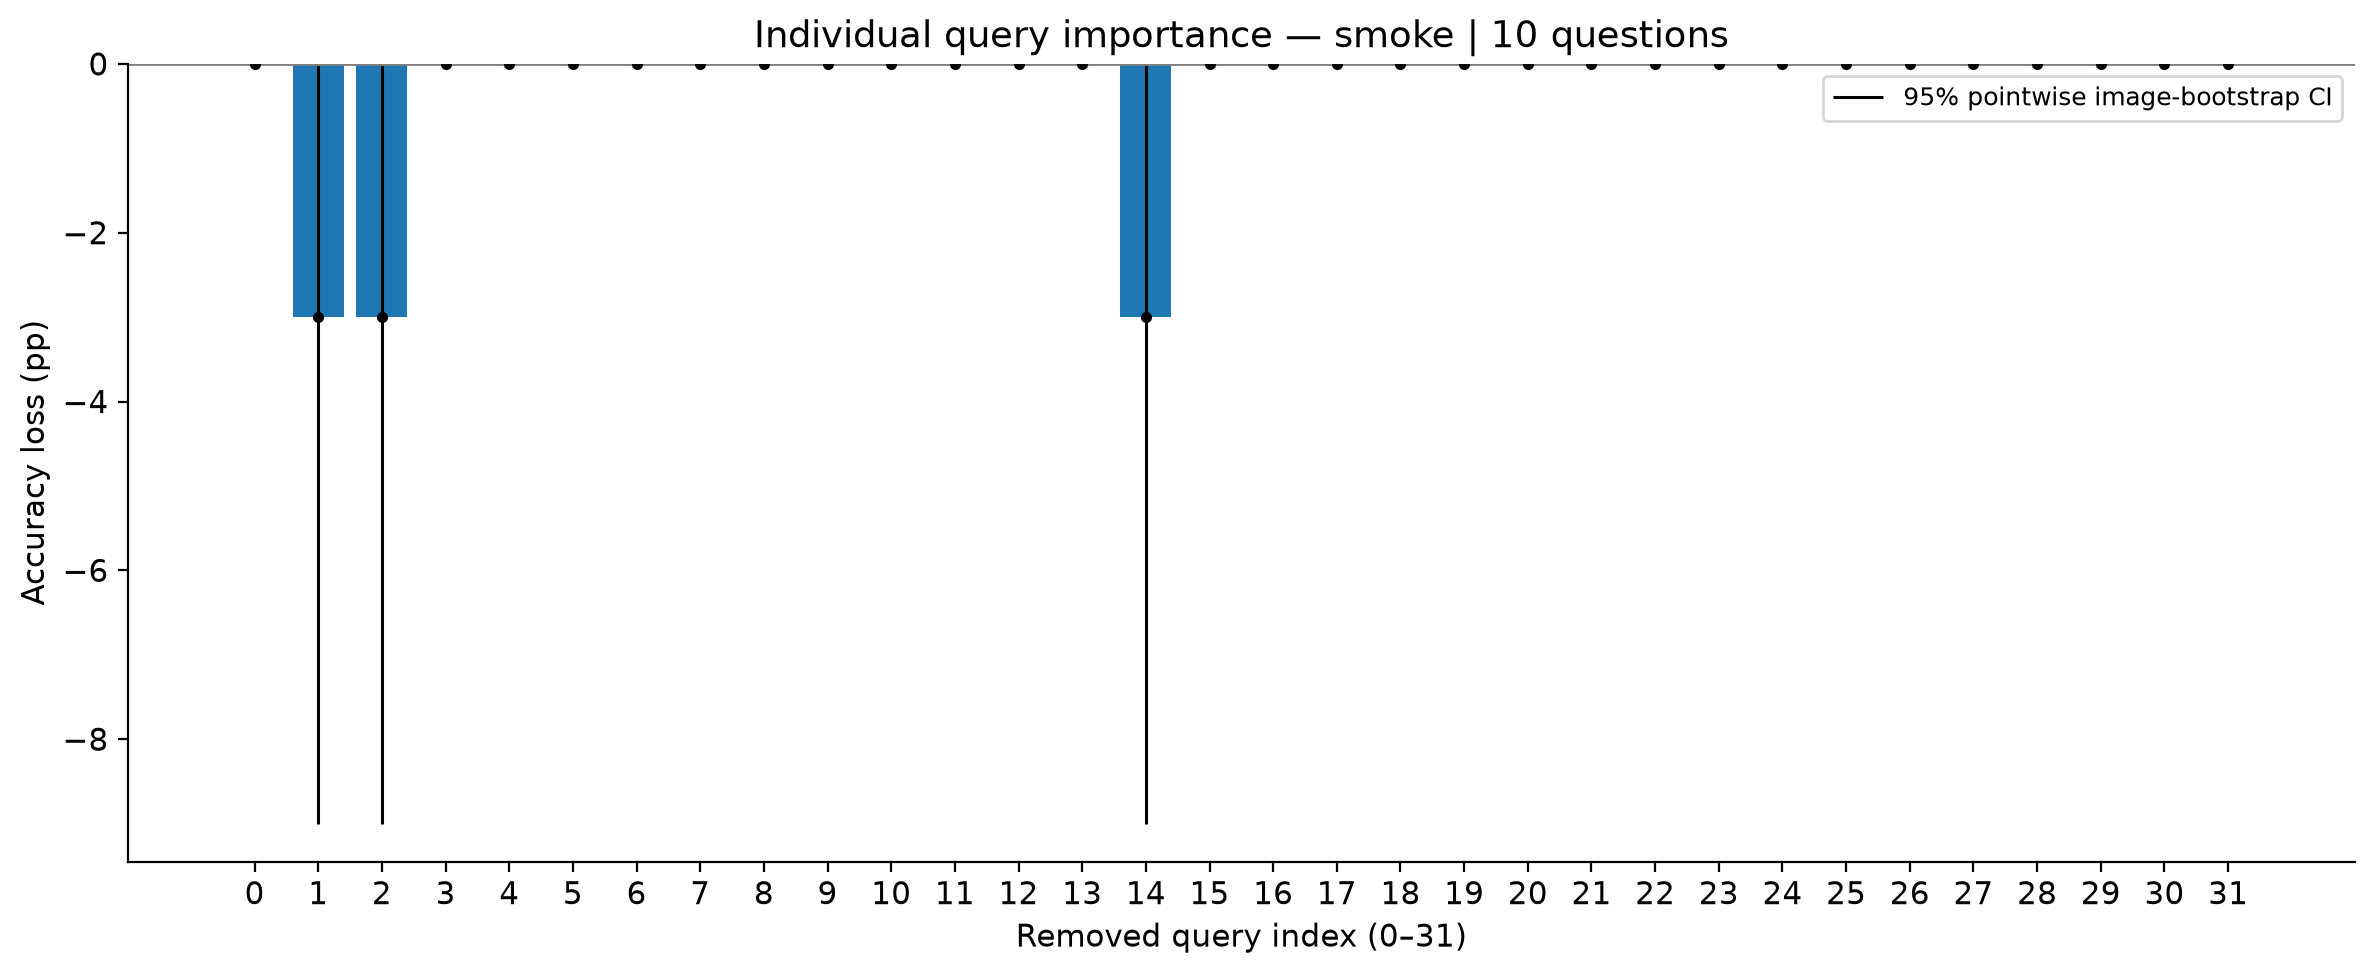 Individual query importance — smoke | 10 questions
0
95% pointwise image-bootstrap CI
−2
−4
−6
−8
Accuracy loss (pp)
0 1 2 3 4 5 6 7 8 9 10 11 12 13 14 15 16 17 18 19 20 21 22 23 24 25 26 27 28 29 30 31
Removed query index (0–31)